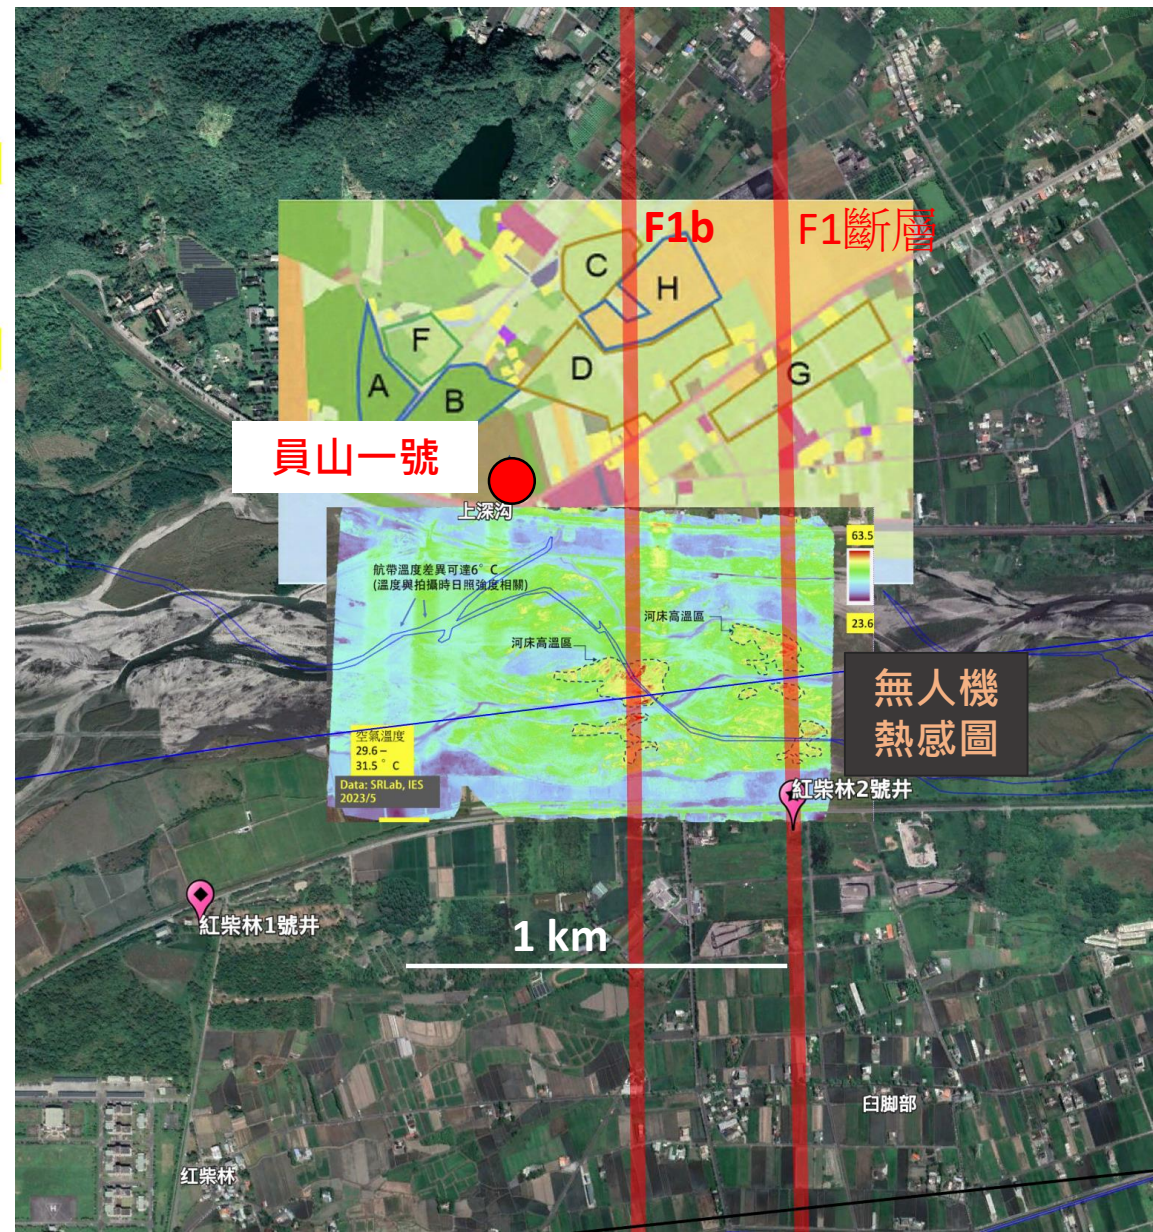 F1b
F1斷層
C
H
F
D
G
A
B
員山一號
上深沟
63.5
航帶溫度差異可達6°C
(溫度與拍攝時日照強度相關)
23.6
河床高溫區
河床高溫區
無人機
熱感圖
空氣溫度
29.6 –
31.5 °C
Data: SRLab, IES
2023/5
紅柴林2號井
紅柴林1號井
1 km
臼脚部
红柴林
H